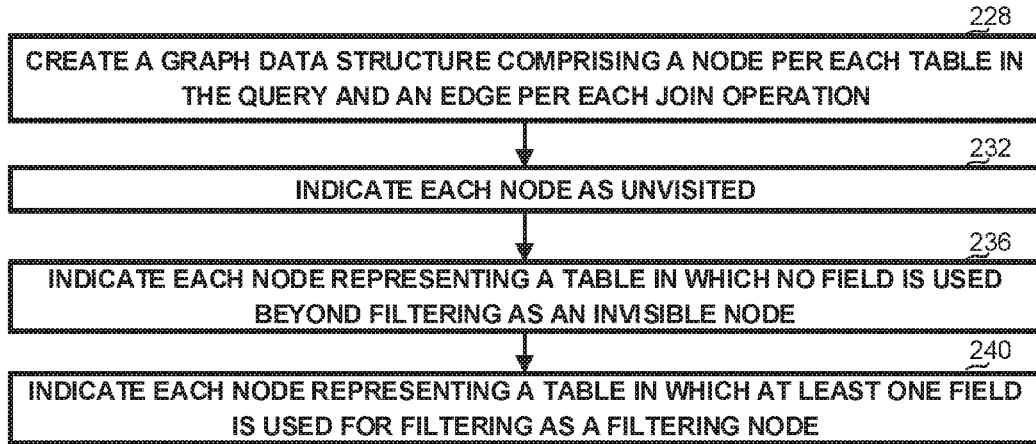 228
CREATE A GRAPH DATA STRUCTURE COMPRISING A NODE PER EACH TABLE IN
THE QUERY AND AN EDGE PER EACH JOIN OPERATION
232
INDICATE EACH NODE AS UNVISITED
236
INDICATE EACH NODE REPRESENTING A TABLE IN WHICH NO FIELD IS USED
BEYOND FILTERING AS AN INVISIBLE NODE
240
INDICATE EACH NODE REPRESENTING A TABLE IN WHICH AT LEAST ONE FIELD
IS USED FOR FILTERING AS A FILTERING NODE